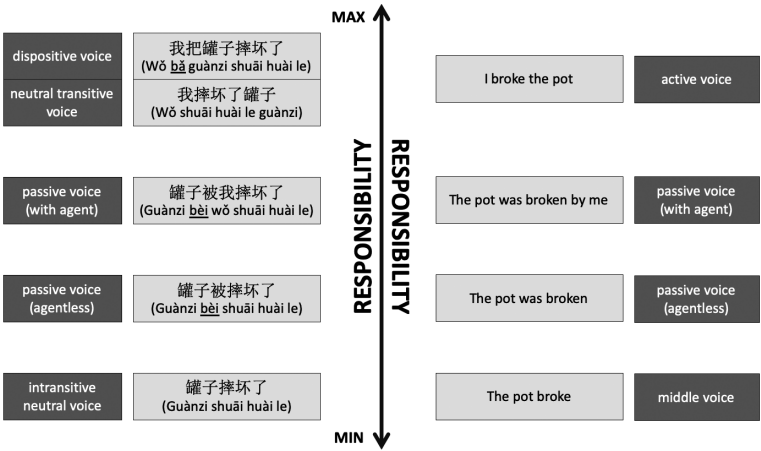 MAX
dispositive voice
我把罐子摔坏了
(Wǒ bǎ guànzi shuāi huài le)
neutral transitive
voice
我摔坏了罐子
(Wǒ shuāi huài le guànzi)
I broke the pot
active voice
RESPONSIBILITY
RESPONSIBILITY
passive voice
(with agent)
罐子被我摔坏了
(Guànzi bèi wǒ shuāi huài le)
The pot was broken by me
passive voice
(with agent)
passive voice
(agentless)
罐子被摔坏了
(Guànzi bèi shuāi huài le)
The pot was broken
passive voice
(agentless)
intransitive
neutral voice
罐子摔坏了
(Guànzi shuāi huài le)
The pot broke
middle voice
MIN